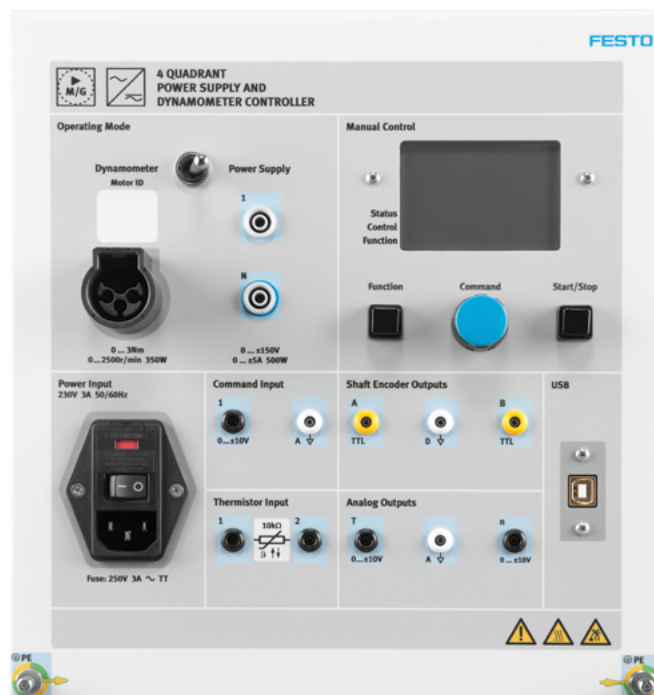 FESTO
M/G
4 QUADRANT
POWER SUPPLY AND
DYNAMOMETER CONTROLLER
Operating Mode
Dynamometer
Motor ID
Power Supply
1
N
0 ... 3Nm
0...2500r/min 350W
0 ... ±150V
0 ... ±5A 500W
Manual Control
Status
Control
Function
Function
Command
Start/Stop
Power Input
230V 3A 50/60Hz
Fuse: 250V 3A ∿ TT
Command Input
1
0...±10V
A
Shaft Encoder Outputs
A
TTL
D
B
TTL
USB
Thermistor Input
1
10kΩ
ϑ ↑↓
2
Analog Outputs
T
0...±10V
A
n
0...±10V
PE
PE